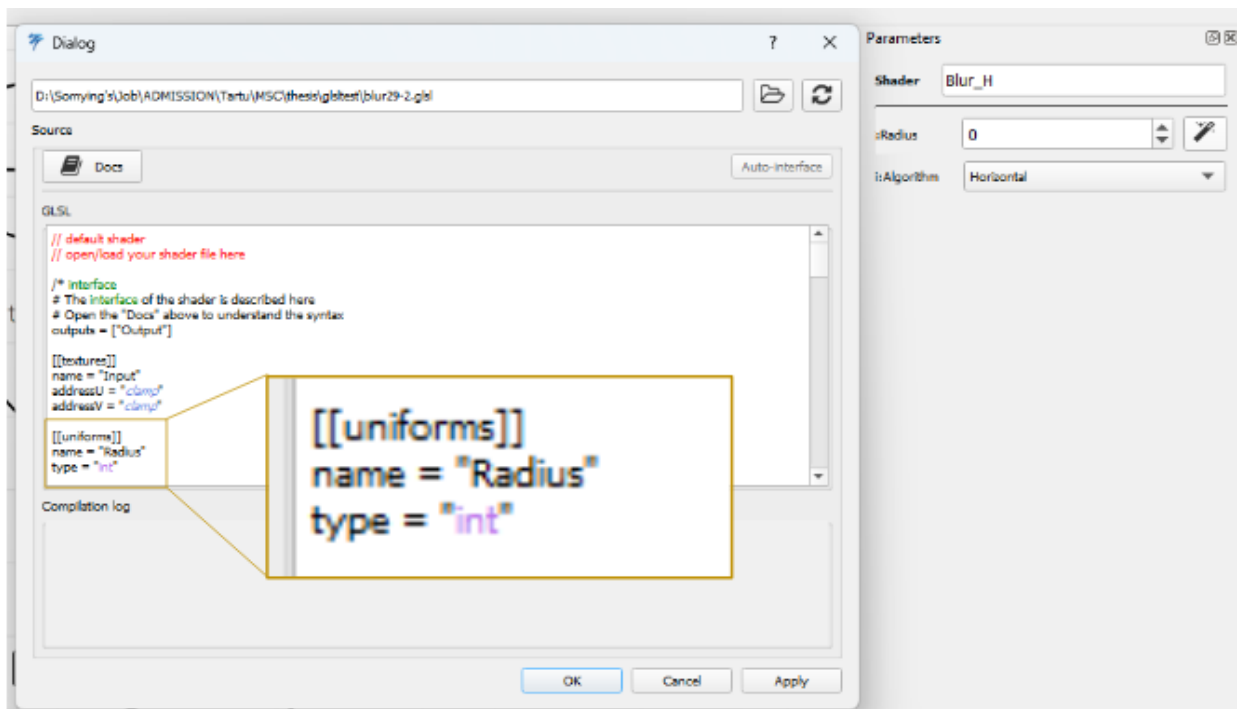 Dialog
?
D:\Somying's\Job\ADMISSION\Tartu\MSC\thesis\glsltest\blur29-2.glsl
Source
Docs
Auto-interface
GLSL
// default shader
// open/load your shader file here
/* interface
# The interface of the shader is described here
# Open the "Docs" above to understand the syntax
outputs = ["Output"]
[[textures]]
name = "Input"
addressU = "clamp"
addressV = "clamp"
[[uniforms]]
name = "Radius"
type = "int"
[[uniforms]]
name = "Radius"
type = "int"
Compilation log
OK
Cancel
Apply
Parameters
Shader
Blur_H
:Radius
0
i:Algorithm
Horizontal
t